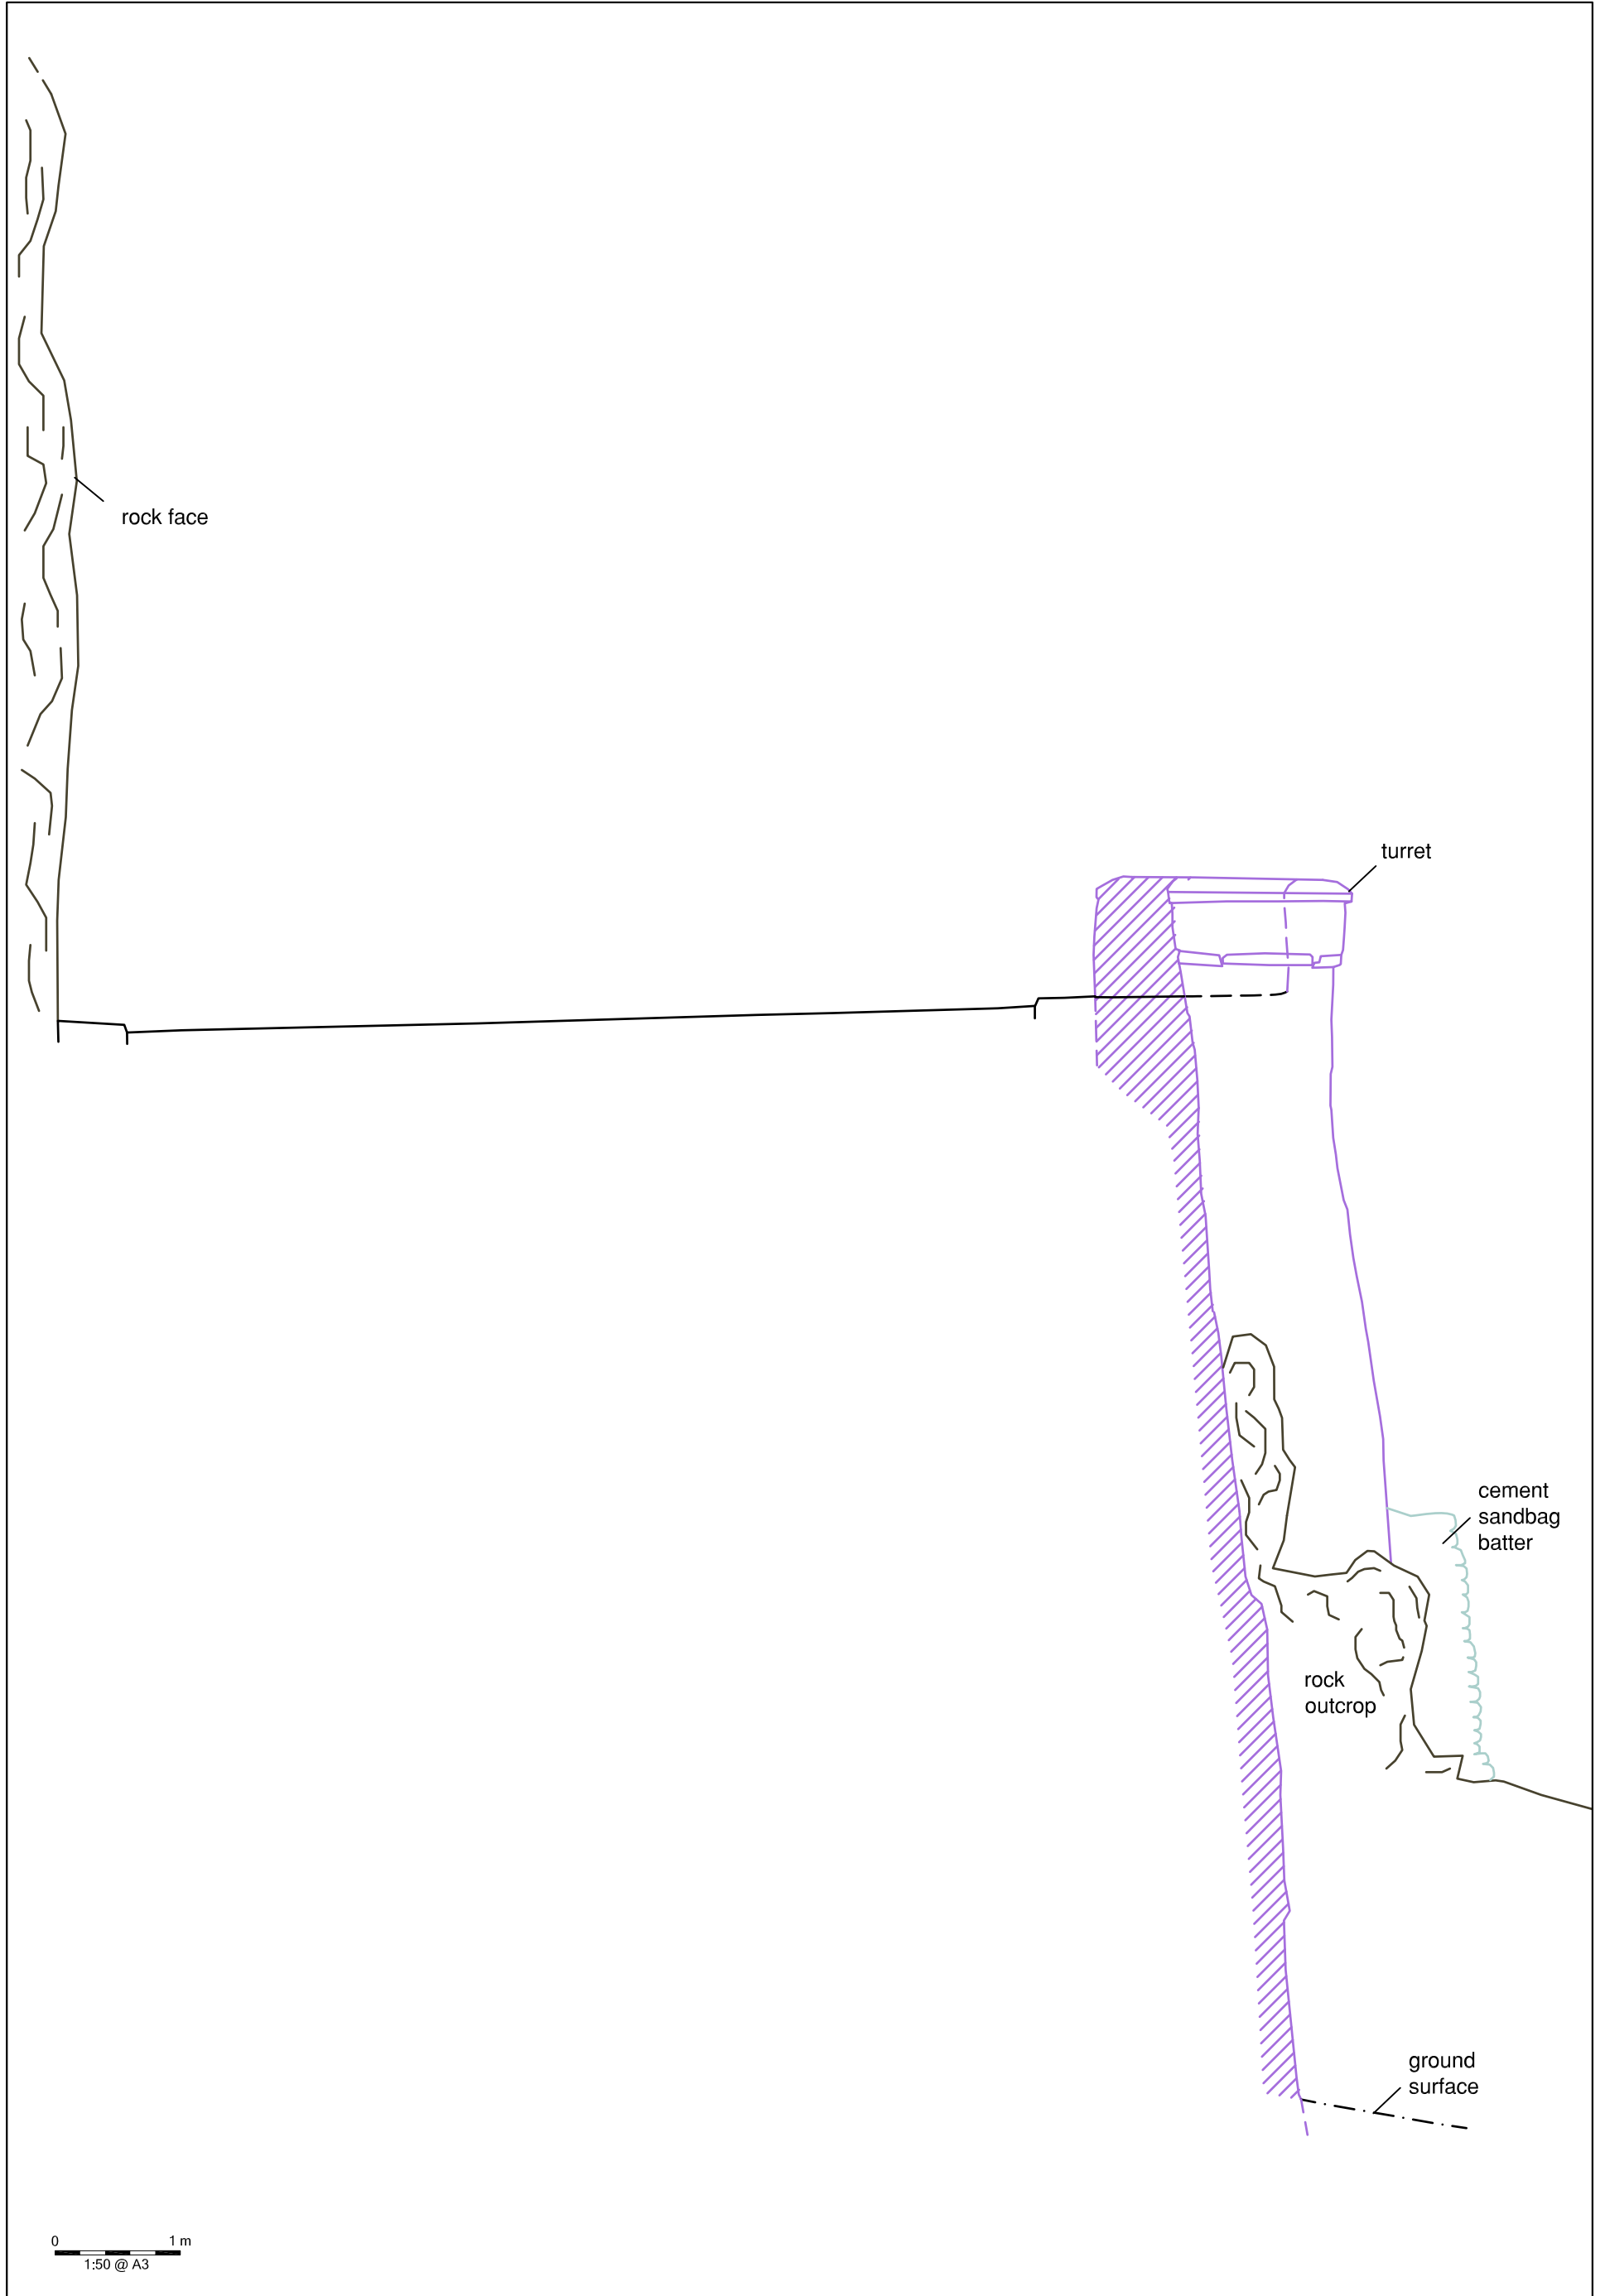 rock face
turret
cement
sandbag
batter
rock
outcrop
ground
surface
0 1 m
1:50 @ A3